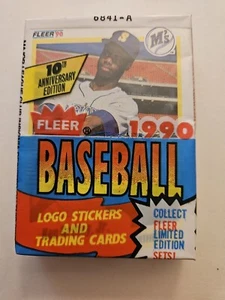 6841-A
FLEER '90
M's
10TH
ANNIVERSARY
EDITION
FLEER
1990
BASEBALL
LOGO STICKERS
AND
TRADING CARDS
COLLECT
FLEER
LIMITED
EDITION
SETS!